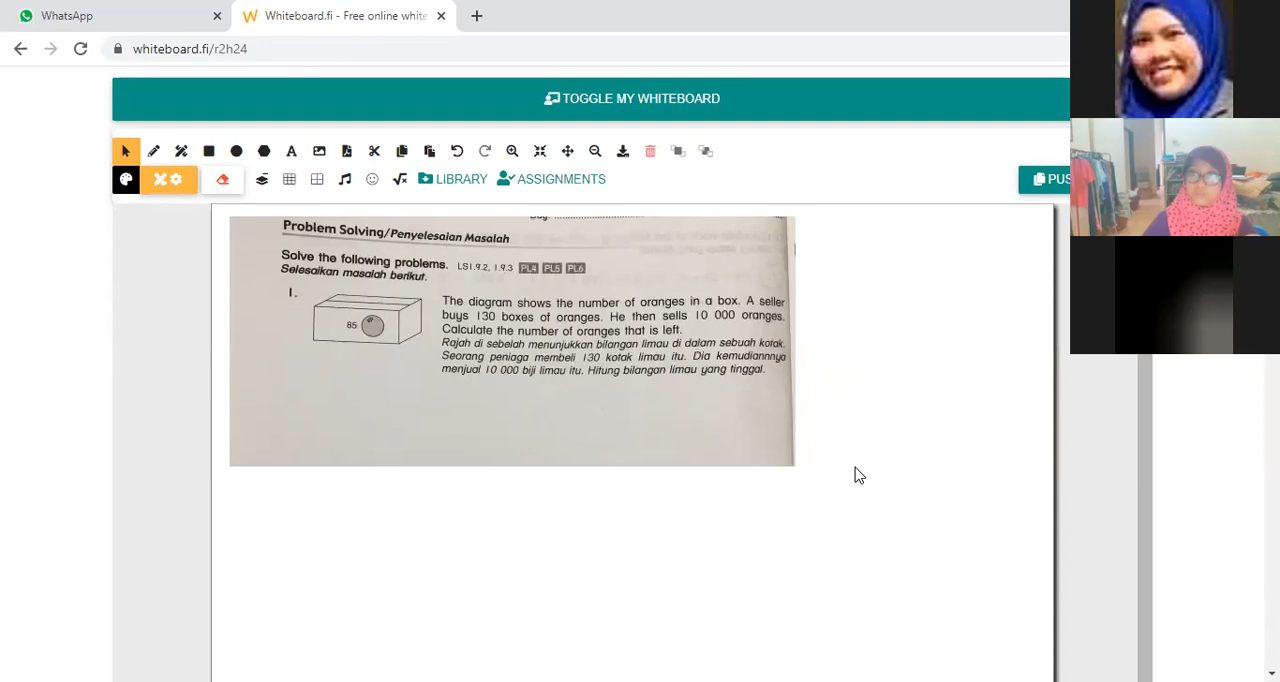 WhatsApp
Whiteboard.fi - Free online white
whiteboard.fi/r2h24
TOGGLE MY WHITEBOARD
LIBRARY
ASSIGNMENTS
PUS
Problem Solving/Penyelesaian Masalah
Solve the following problems. LS1.9.2, 1.9.3 PL4 PL5 PL6
Selesaikan masalah berikut.
1.
85
The diagram shows the number of oranges in a box. A seller
buys 130 boxes of oranges. He then sells 10 000 oranges.
Calculate the number of oranges that is left.
Rajah di sebelah menunjukkan bilangan limau di dalam sebuah kotak.
Seorang peniaga membeli 130 kotak limau itu. Dia kemudiannnya
menjual 10 000 biji limau itu. Hitung bilangan limau yang tinggal.